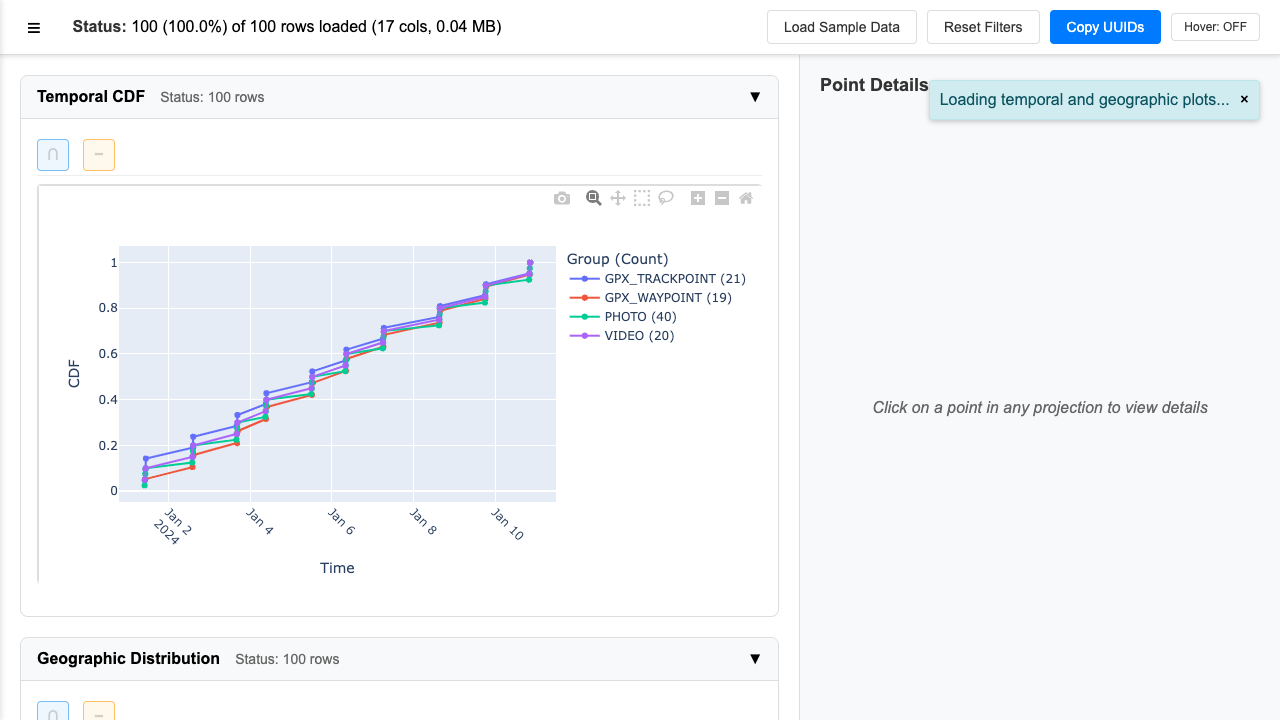 ≡ Status: 100 (100.0%) of 100 rows loaded (17 cols, 0.04 MB) Load Sample Data Reset Filters Copy UUIDs Hover: OFF
Temporal CDF Status: 100 rows ▼
Point Details
Loading temporal and geographic plots... ×
∩ −
Group (Count)
GPX_TRACKPOINT (21)
GPX_WAYPOINT (19)
PHOTO (40)
VIDEO (20)
1
0.8
0.6
0.4
0.2
0
CDF
Jan 2
2024
Jan 4
Jan 6
Jan 8
Jan 10
Time
Click on a point in any projection to view details
Geographic Distribution Status: 100 rows ▼
∩ −